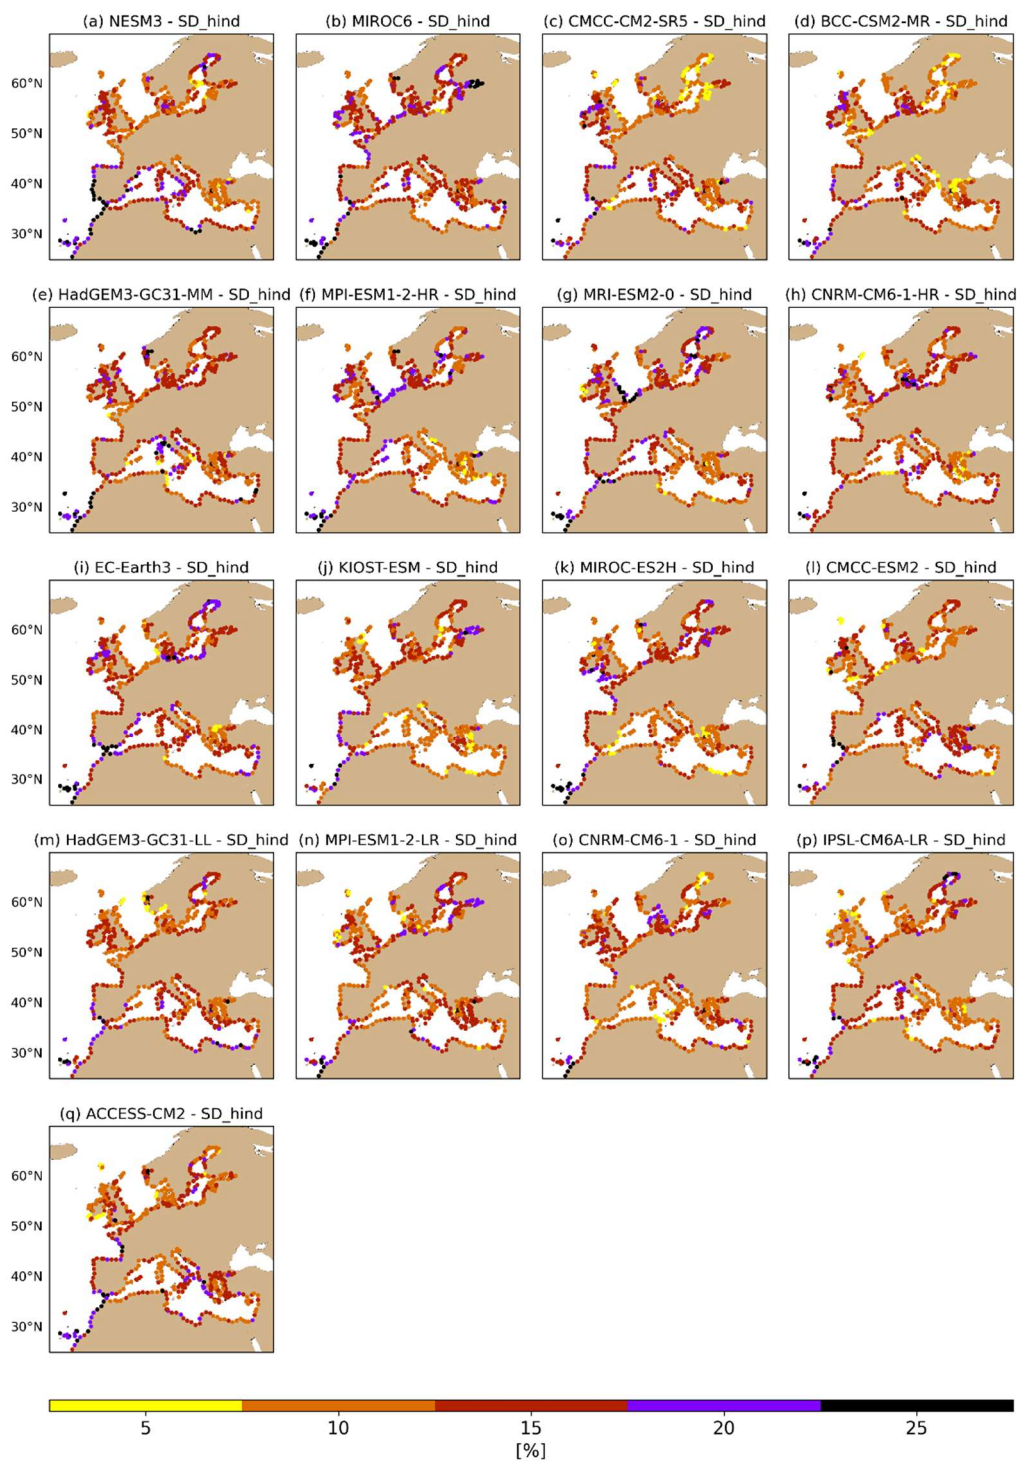 (a) NESM3 - SD_hind (b) MIROC6 - SD_hind (c) CMCC-CM2-SR5 - SD_hind (d) BCC-CSM2-MR - SD_hind
60°N
50°N
40°N
30°N
(e) HadGEM3-GC31-MM - SD_hind (f) MPI-ESM1-2-HR - SD_hind (g) MRI-ESM2-0 - SD_hind (h) CNRM-CM6-1-HR - SD_hind
60°N
50°N
40°N
30°N
(i) EC-Earth3 - SD_hind (j) KIOST-ESM - SD_hind (k) MIROC-ES2H - SD_hind (l) CMCC-ESM2 - SD_hind
60°N
50°N
40°N
30°N
(m) HadGEM3-GC31-LL - SD_hind (n) MPI-ESM1-2-LR - SD_hind (o) CNRM-CM6-1 - SD_hind (p) IPSL-CM6A-LR - SD_hind
60°N
50°N
40°N
30°N
(q) ACCESS-CM2 - SD_hind
60°N
50°N
40°N
30°N
5 10 15 20 25
[%]